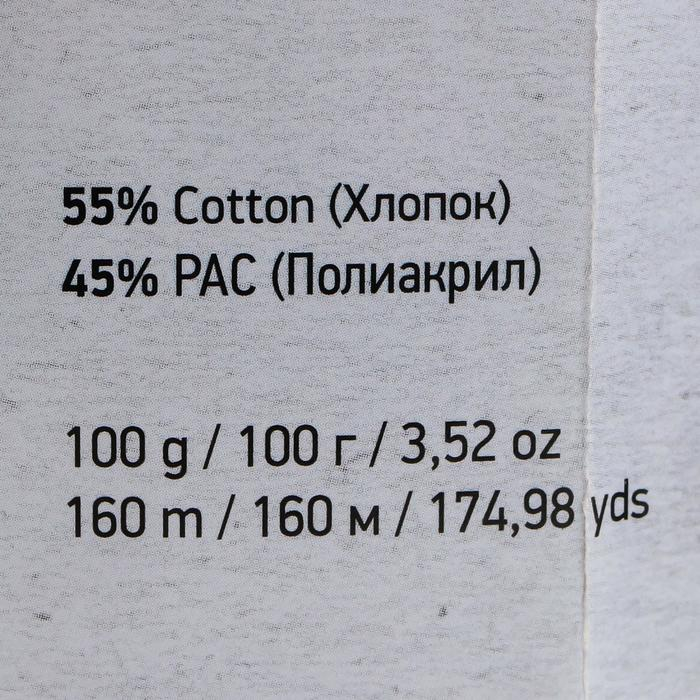 55% Cotton (Хлопок)
45% PAC (Полиакрил)
100 g / 100 г / 3,52 oz
160 m / 160 м / 174,98 yds